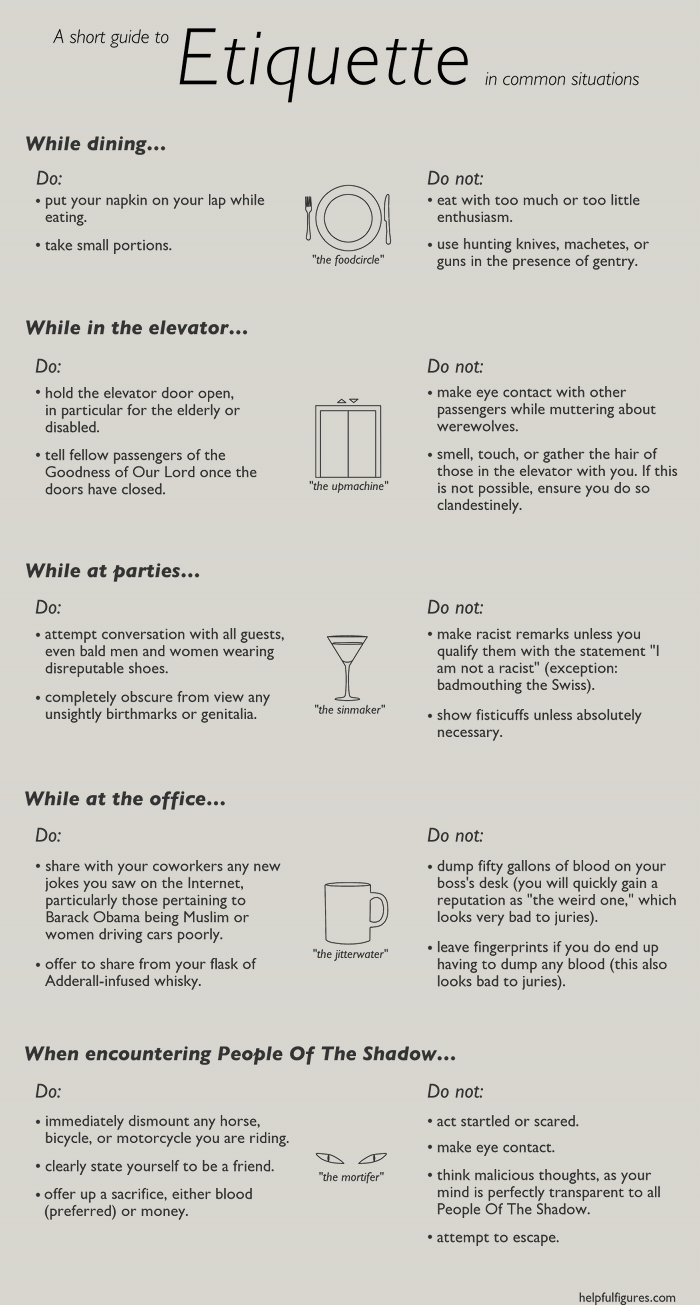 A short guide to Etiquette in common situations
While dining...
Do:
• put your napkin on your lap while
eating.
• take small portions.
"the foodcircle"
Do not:
• eat with too much or too little
enthusiasm.
• use hunting knives, machetes, or
guns in the presence of gentry.
While in the elevator...
Do:
• hold the elevator door open,
in particular for the elderly or
disabled.
• tell fellow passengers of the
Goodness of Our Lord once the
doors have closed.
"the upmachine"
Do not:
• make eye contact with other
passengers while muttering about
werewolves.
• smell, touch, or gather the hair of
those in the elevator with you. If this
is not possible, ensure you do so
clandestinely.
While at parties...
Do:
• attempt conversation with all guests,
even bald men and women wearing
disreputable shoes.
• completely obscure from view any
unsightly birthmarks or genitalia.
"the sinmaker"
Do not:
• make racist remarks unless you
qualify them with the statement "I
am not a racist" (exception:
badmouthing the Swiss).
• show fisticuffs unless absolutely
necessary.
While at the office...
Do:
• share with your coworkers any new
jokes you saw on the Internet,
particularly those pertaining to
Barack Obama being Muslim or
women driving cars poorly.
• offer to share from your flask of
Adderall-infused whisky.
"the jitterwater"
Do not:
• dump fifty gallons of blood on your
boss's desk (you will quickly gain a
reputation as "the weird one," which
looks very bad to juries).
• leave fingerprints if you do end up
having to dump any blood (this also
looks bad to juries).
When encountering People Of The Shadow...
Do:
• immediately dismount any horse,
bicycle, or motorcycle you are riding.
• clearly state yourself to be a friend.
• offer up a sacrifice, either blood
(preferred) or money.
"the mortifer"
Do not:
• act startled or scared.
• make eye contact.
• think malicious thoughts, as your
mind is perfectly transparent to all
People Of The Shadow.
• attempt to escape.
helpfulfigures.com